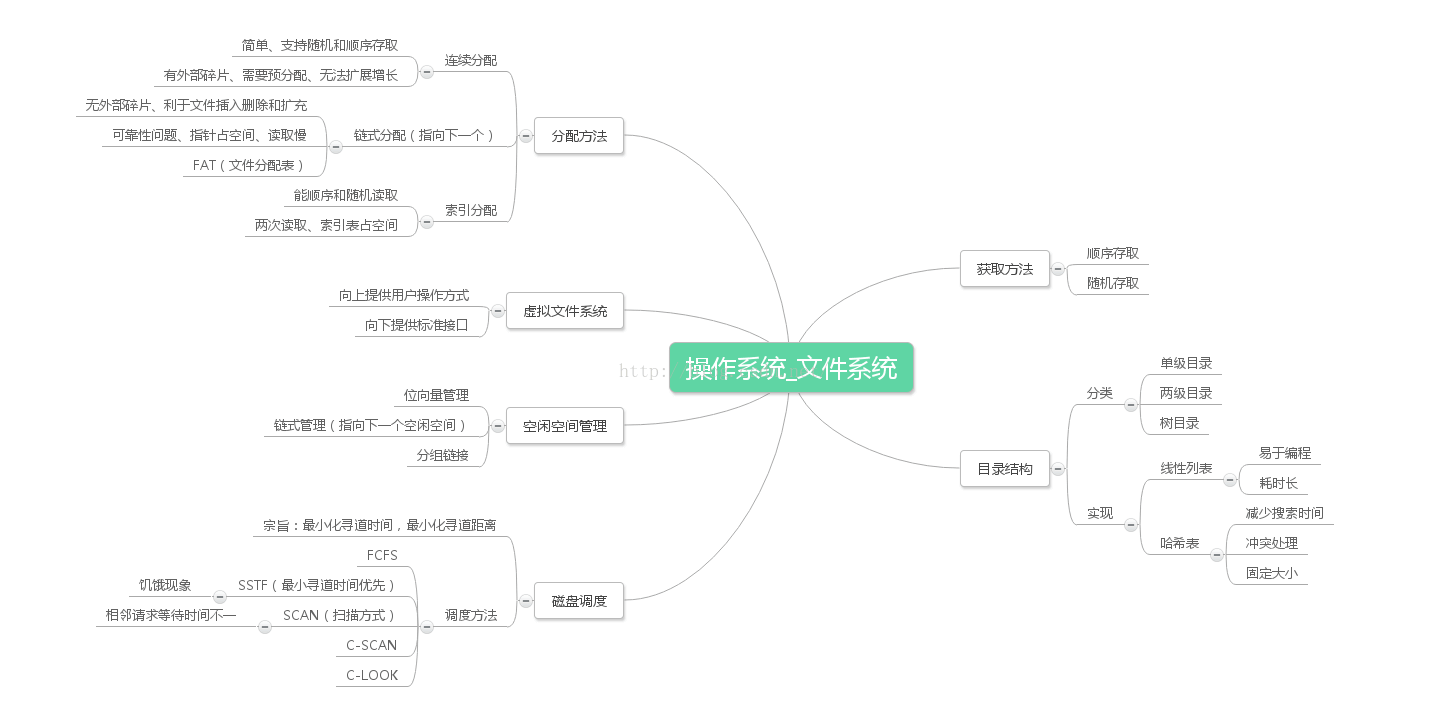 操作系统_文件系统
http:/
分配方法
连续分配
简单、支持随机和顺序存取
有外部碎片、需要预分配、无法扩展增长
链式分配（指向下一个）
无外部碎片、利于文件插入删除和扩充
可靠性问题、指针占空间、读取慢
FAT（文件分配表）
索引分配
能顺序和随机读取
两次读取、索引表占空间
虚拟文件系统
向上提供用户操作方式
向下提供标准接口
空闲空间管理
位向量管理
链式管理（指向下一个空闲空间）
分组链接
磁盘调度
宗旨：最小化寻道时间，最小化寻道距离
调度方法
FCFS
SSTF（最小寻道时间优先）
饥饿现象
SCAN（扫描方式）
相邻请求等待时间不一
C-SCAN
C-LOOK
获取方法
顺序存取
随机存取
目录结构
分类
单级目录
两级目录
树目录
实现
线性列表
易于编程
耗时长
哈希表
减少搜索时间
冲突处理
固定大小